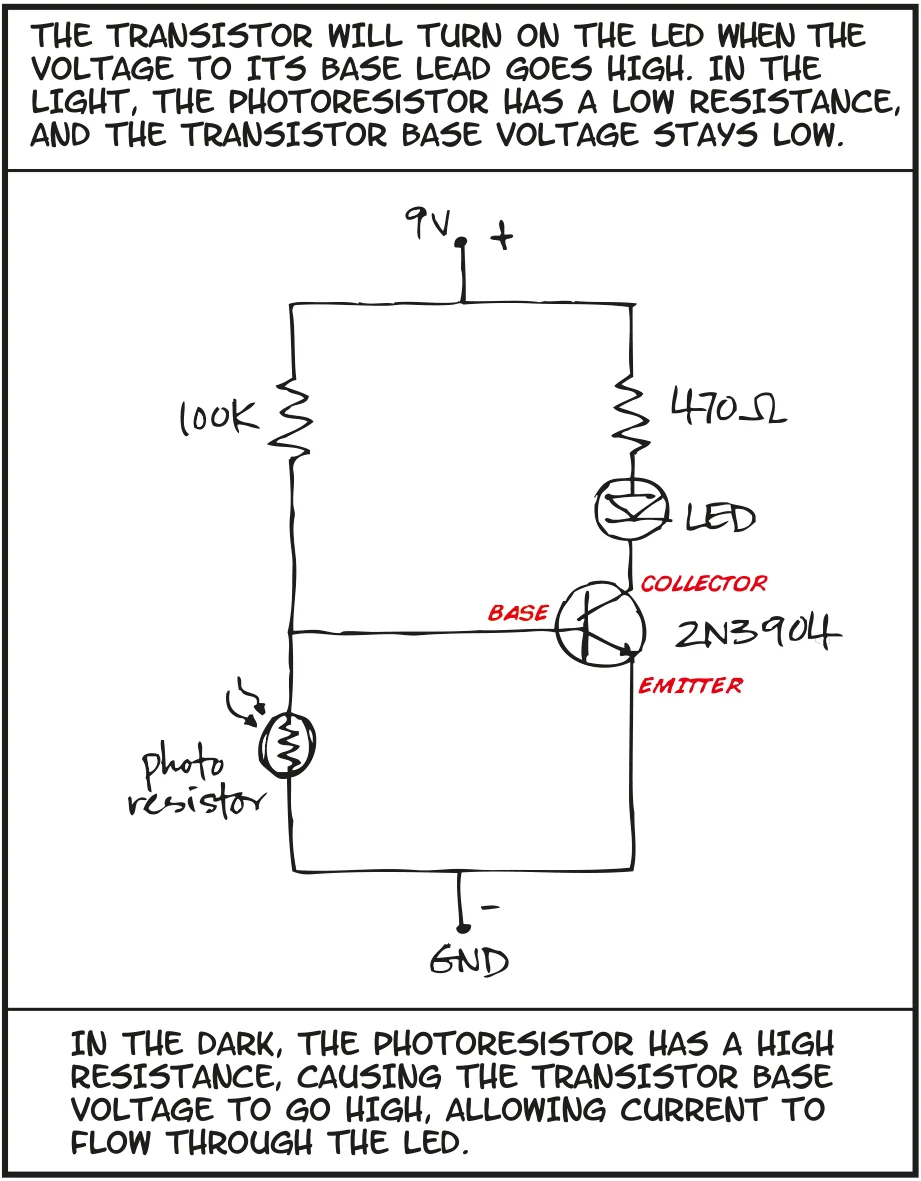 THE TRANSISTOR WILL TURN ON THE LED WHEN THE
VOLTAGE TO ITS BASE LEAD GOES HIGH. IN THE
LIGHT, THE PHOTORESISTOR HAS A LOW RESISTANCE,
AND THE TRANSISTOR BASE VOLTAGE STAYS LOW.
9V +
100K
470Ω
LED
COLLECTOR
BASE
2N3904
EMITTER
photo
resistor
-
GND
IN THE DARK, THE PHOTORESISTOR HAS A HIGH
RESISTANCE, CAUSING THE TRANSISTOR BASE
VOLTAGE TO GO HIGH, ALLOWING CURRENT TO
FLOW THROUGH THE LED.